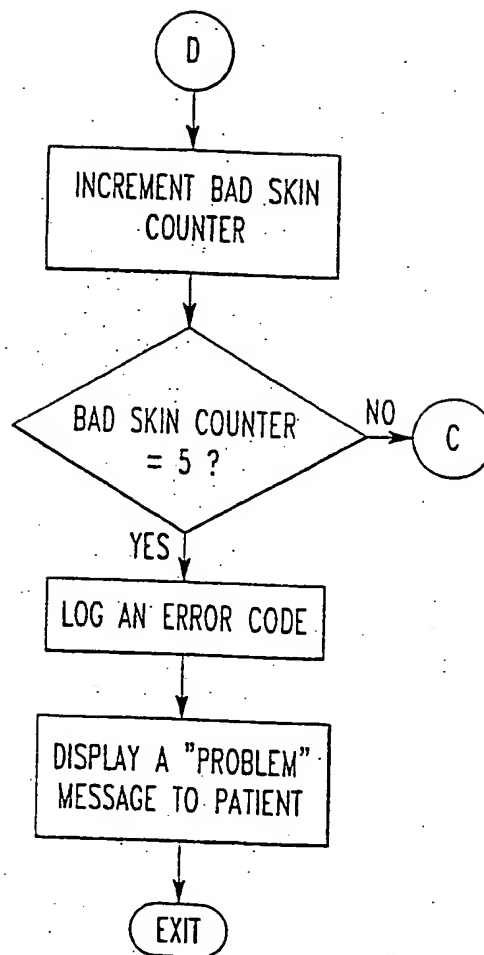 D
INCREMENT BAD SKIN
COUNTER
BAD SKIN COUNTER
= 5 ?
NO
C
YES
LOG AN ERROR CODE
DISPLAY A "PROBLEM"
MESSAGE TO PATIENT
EXIT